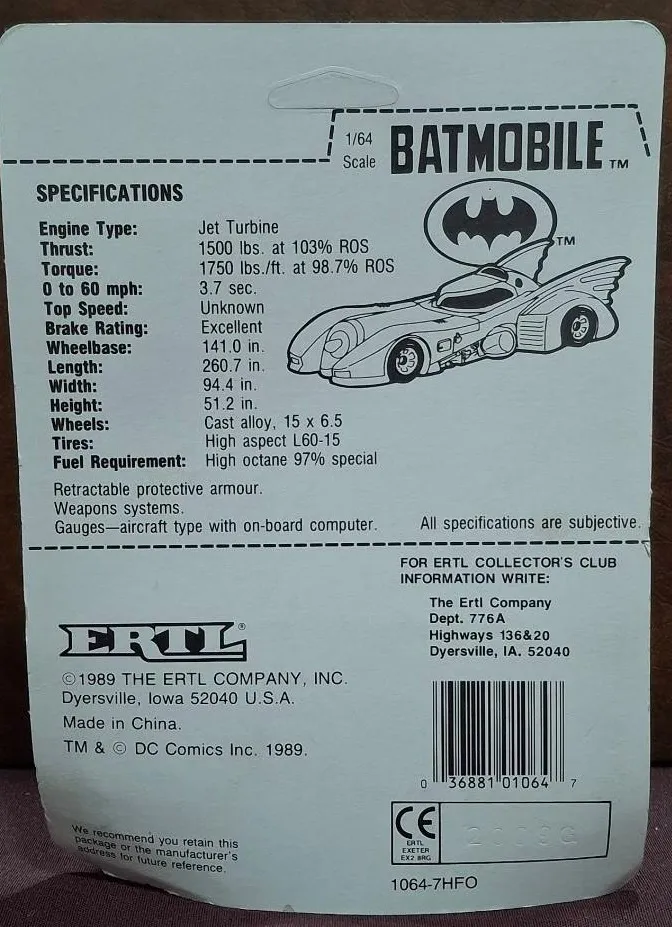 1/64
Scale
BATMOBILE TM
TM
SPECIFICATIONS
Engine Type: Jet Turbine
Thrust: 1500 lbs. at 103% ROS
Torque: 1750 lbs./ft. at 98.7% ROS
0 to 60 mph: 3.7 sec.
Top Speed: Unknown
Brake Rating: Excellent
Wheelbase: 141.0 in.
Length: 260.7 in.
Width: 94.4 in.
Height: 51.2 in.
Wheels: Cast alloy, 15 x 6.5
Tires: High aspect L60-15
Fuel Requirement: High octane 97% special
Retractable protective armour.
Weapons systems.
Gauges—aircraft type with on-board computer.
All specifications are subjective.
FOR ERTL COLLECTOR'S CLUB
INFORMATION WRITE:
The Ertl Company
Dept. 776A
Highways 136&20
Dyersville, IA. 52040
ERTL®
©1989 THE ERTL COMPANY, INC.
Dyersville, Iowa 52040 U.S.A.
Made in China.
TM & © DC Comics Inc. 1989.
0 36881 01064 7
We recommend you retain this
package or the manufacturer's
address for future reference.
CE
ERTL
EXETER
EX2 8RG
1064-7HFO